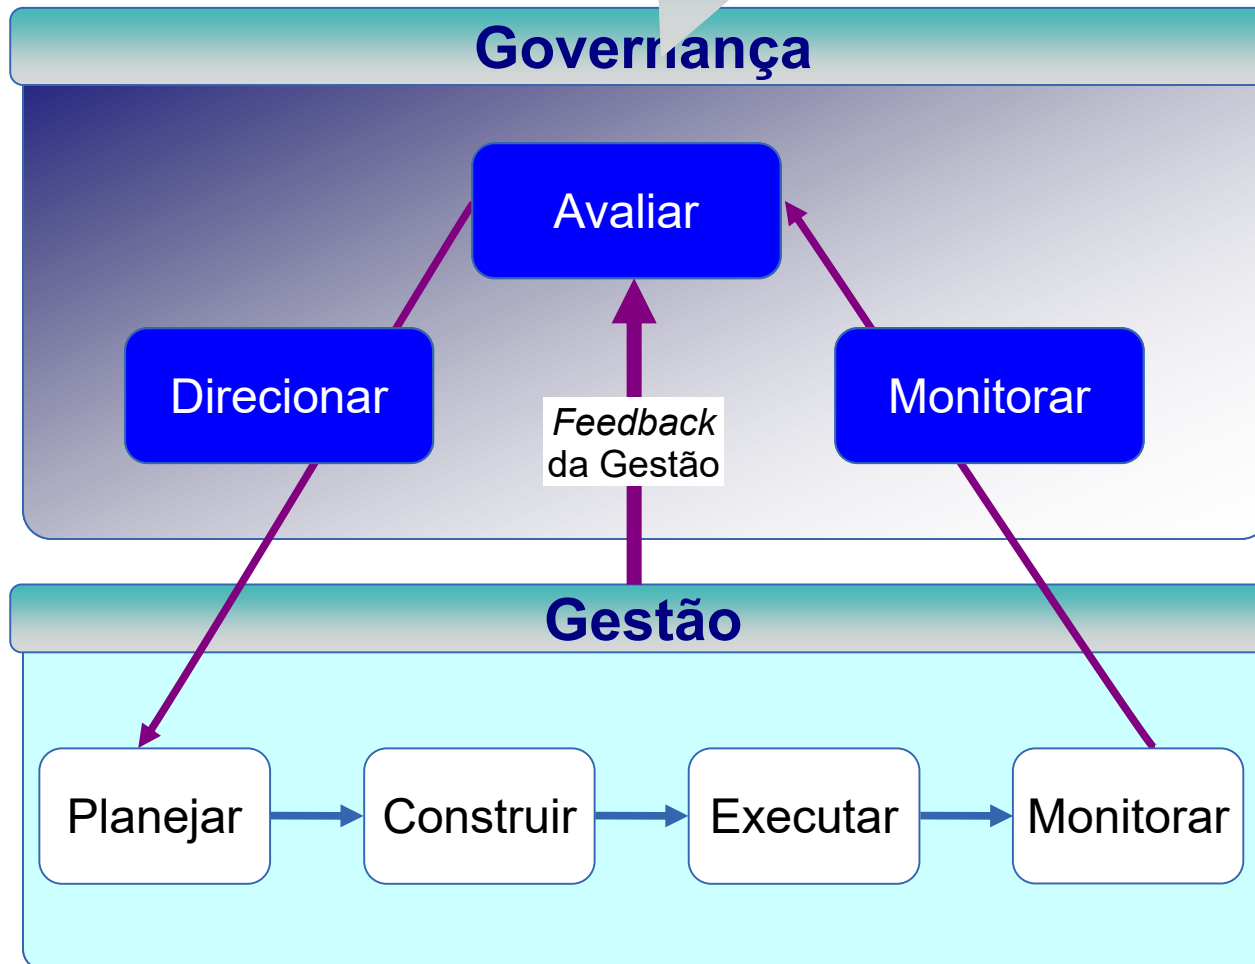 Governança
Avaliar
Direcionar
Monitorar
Feedback
da Gestão
Gestão
Planejar
Construir
Executar
Monitorar